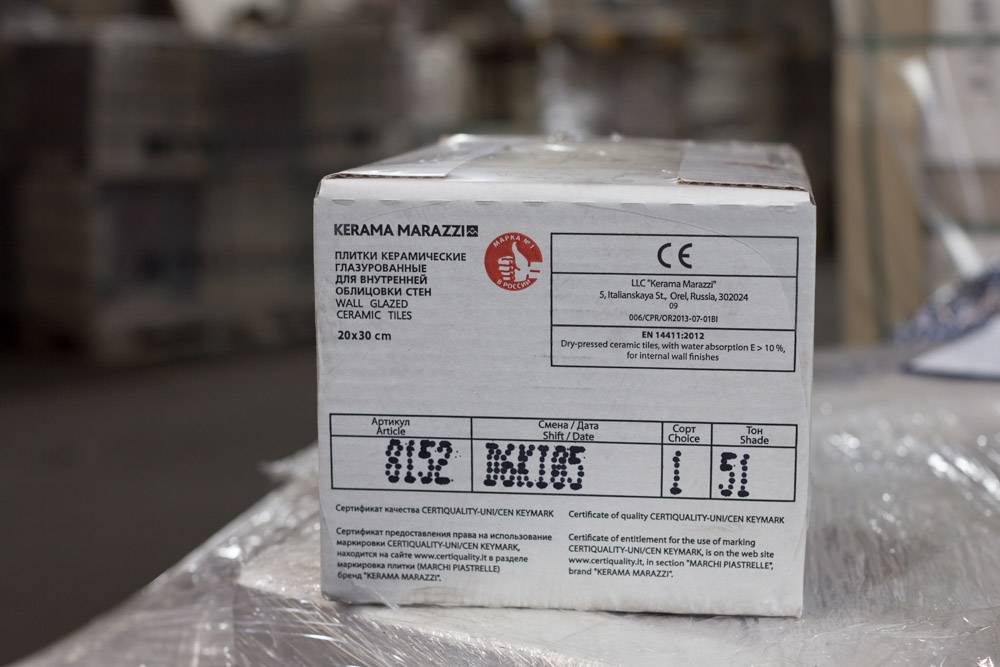 KERAMA MARAZZI
ПЛИТКИ КЕРАМИЧЕСКИЕ
ГЛАЗУРОВАННЫЕ
ДЛЯ ВНУТРЕННЕЙ
ОБЛИЦОВКИ СТЕН
WALL GLAZED
CERAMIC TILES
20x30 cm
МАРКА №1
В РОССИИ
CE
LLC "Kerama Marazzi"
5, Italianskaya St., Orel, Russia, 302024
09
006/CPR/OR2013-07-01BI
EN 14411:2012
Dry-pressed ceramic tiles, with water absorption E > 10 %,
for internal wall finishes
Артикул Смена / Дата Сорт Тон
Article Shift / Date Choice Shade
8152 D6K185 1 51
Сертификат качества CERTIQUALITY-UNI/CEN KEYMARK
Сертификат предоставления права на использование
маркировки CERTIQUALITY-UNI/CEN KEYMARK,
находится на сайте www.certiquality.it в разделе
маркировка плитки (MARCHI PIASTRELLE)
бренд "KERAMA MARAZZI".
Certificate of quality CERTIQUALITY-UNI/CEN KEYMARK
Certificate of entitlement for the use of marking
CERTIQUALITY-UNI/CEN KEYMARK, is on the web site
www.certiquality.it, in section "MARCHI PIASTRELLE",
brand "KERAMA MARAZZI".